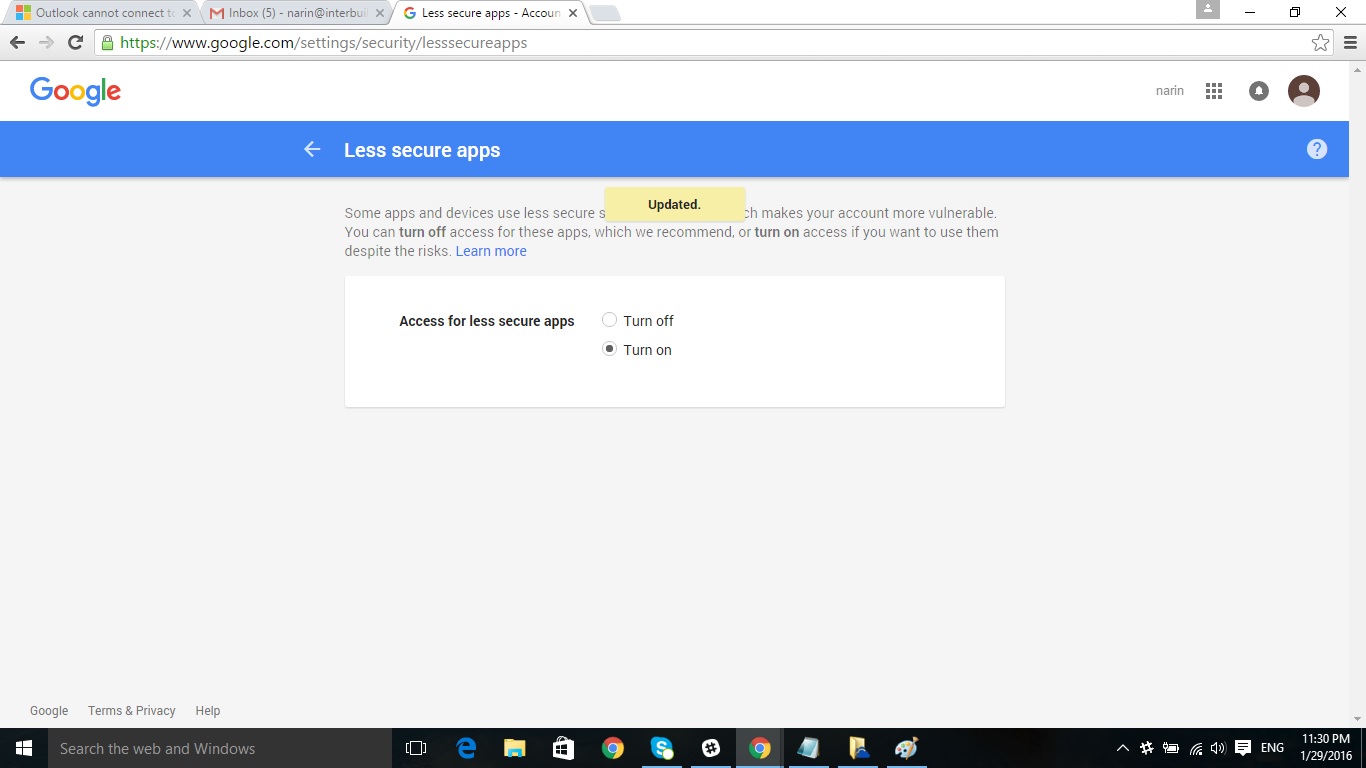 Outlook cannot connect to
Inbox (5) - narin@interbui
Less secure apps - Accoun
https://www.google.com/settings/security/lesssecureapps
Google
narin
Less secure apps
?
Updated.
Some apps and devices use less secure s ch makes your account more vulnerable.
You can turn off access for these apps, which we recommend, or turn on access if you want to use them
despite the risks. Learn more
Access for less secure apps
Turn off
Turn on
Google Terms & Privacy Help
Search the web and Windows
ENG
11:30 PM
1/29/2016